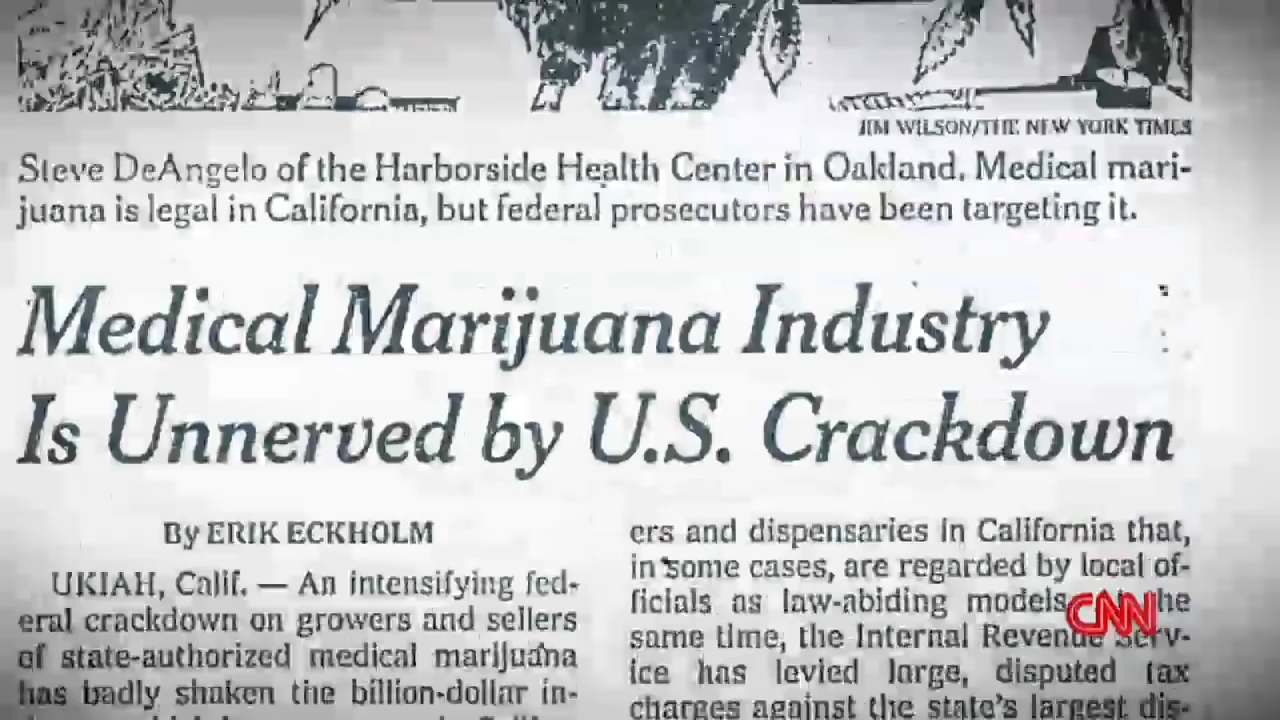 JIM WILSON/THE NEW YORK TIMES
Steve DeAngelo of the Harborside Health Center in Oakland. Medical mari-
juana is legal in California, but federal prosecutors have been targeting it.
Medical Marijuana Industry
Is Unnerved by U.S. Crackdown
By ERIK ECKHOLM
UKIAH, Calif. — An intensifying fed-
eral crackdown on growers and sellers
of state-authorized medical marijuana
has badly shaken the billion-dollar in-
ers and dispensaries in California that,
in some cases, are regarded by local of-
ficials as law-abiding models
he
same time, the Internal Revenue Serv-
ice has levied large, disputed tax
charges against the state's largest dis-
CNN